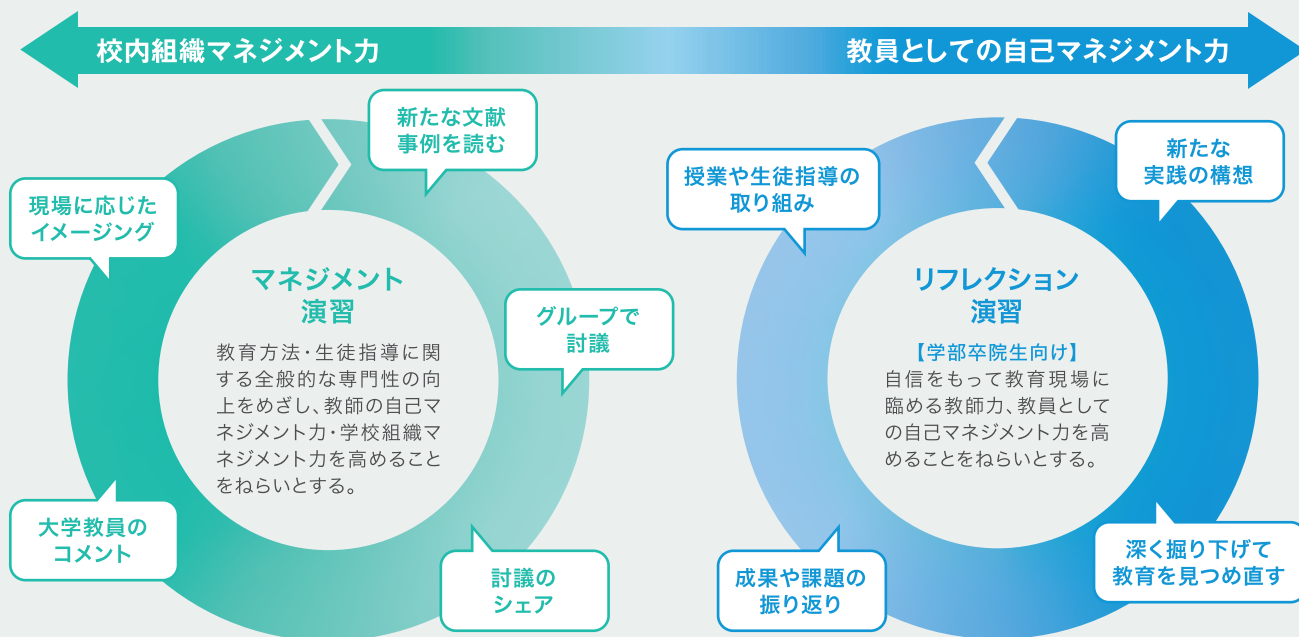 校内組織マネジメント力
教員としての自己マネジメント力
新たな文献
事例を読む
現場に応じた
イメージング
グループで
討議
大学教員の
コメント
討議の
シェア
マネジメント
演習
教育方法・生徒指導に関
する全般的な専門性の向
上をめざし、教師の自己マ
ネジメント力・学校組織マ
ネジメント力を高めること
をねらいとする。
授業や生徒指導の
取り組み
新たな
実践の構想
リフレクション
演習
【学部卒院生向け】
自信をもって教育現場に
臨める教師力、教員として
の自己マネジメント力を高
めることをねらいとする。
成果や課題の
振り返り
深く掘り下げて
教育を見つめ直す